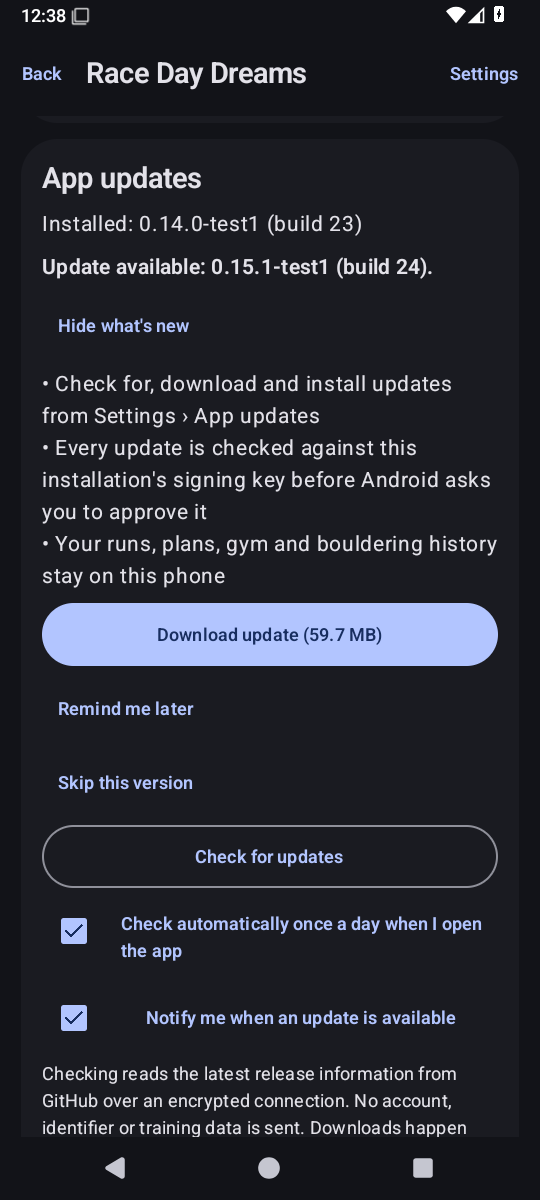 12:38
Back
Race Day Dreams
Settings
App updates
Installed: 0.14.0-test1 (build 23)
Update available: 0.15.1-test1 (build 24).
Hide what's new
• Check for, download and install updates
from Settings › App updates
• Every update is checked against this
installation's signing key before Android asks
you to approve it
• Your runs, plans, gym and bouldering history
stay on this phone
Download update (59.7 MB)
Remind me later
Skip this version
Check for updates
Check automatically once a day when I open
the app
Notify me when an update is available
Checking reads the latest release information from
GitHub over an encrypted connection. No account,
identifier or training data is sent. Downloads happen